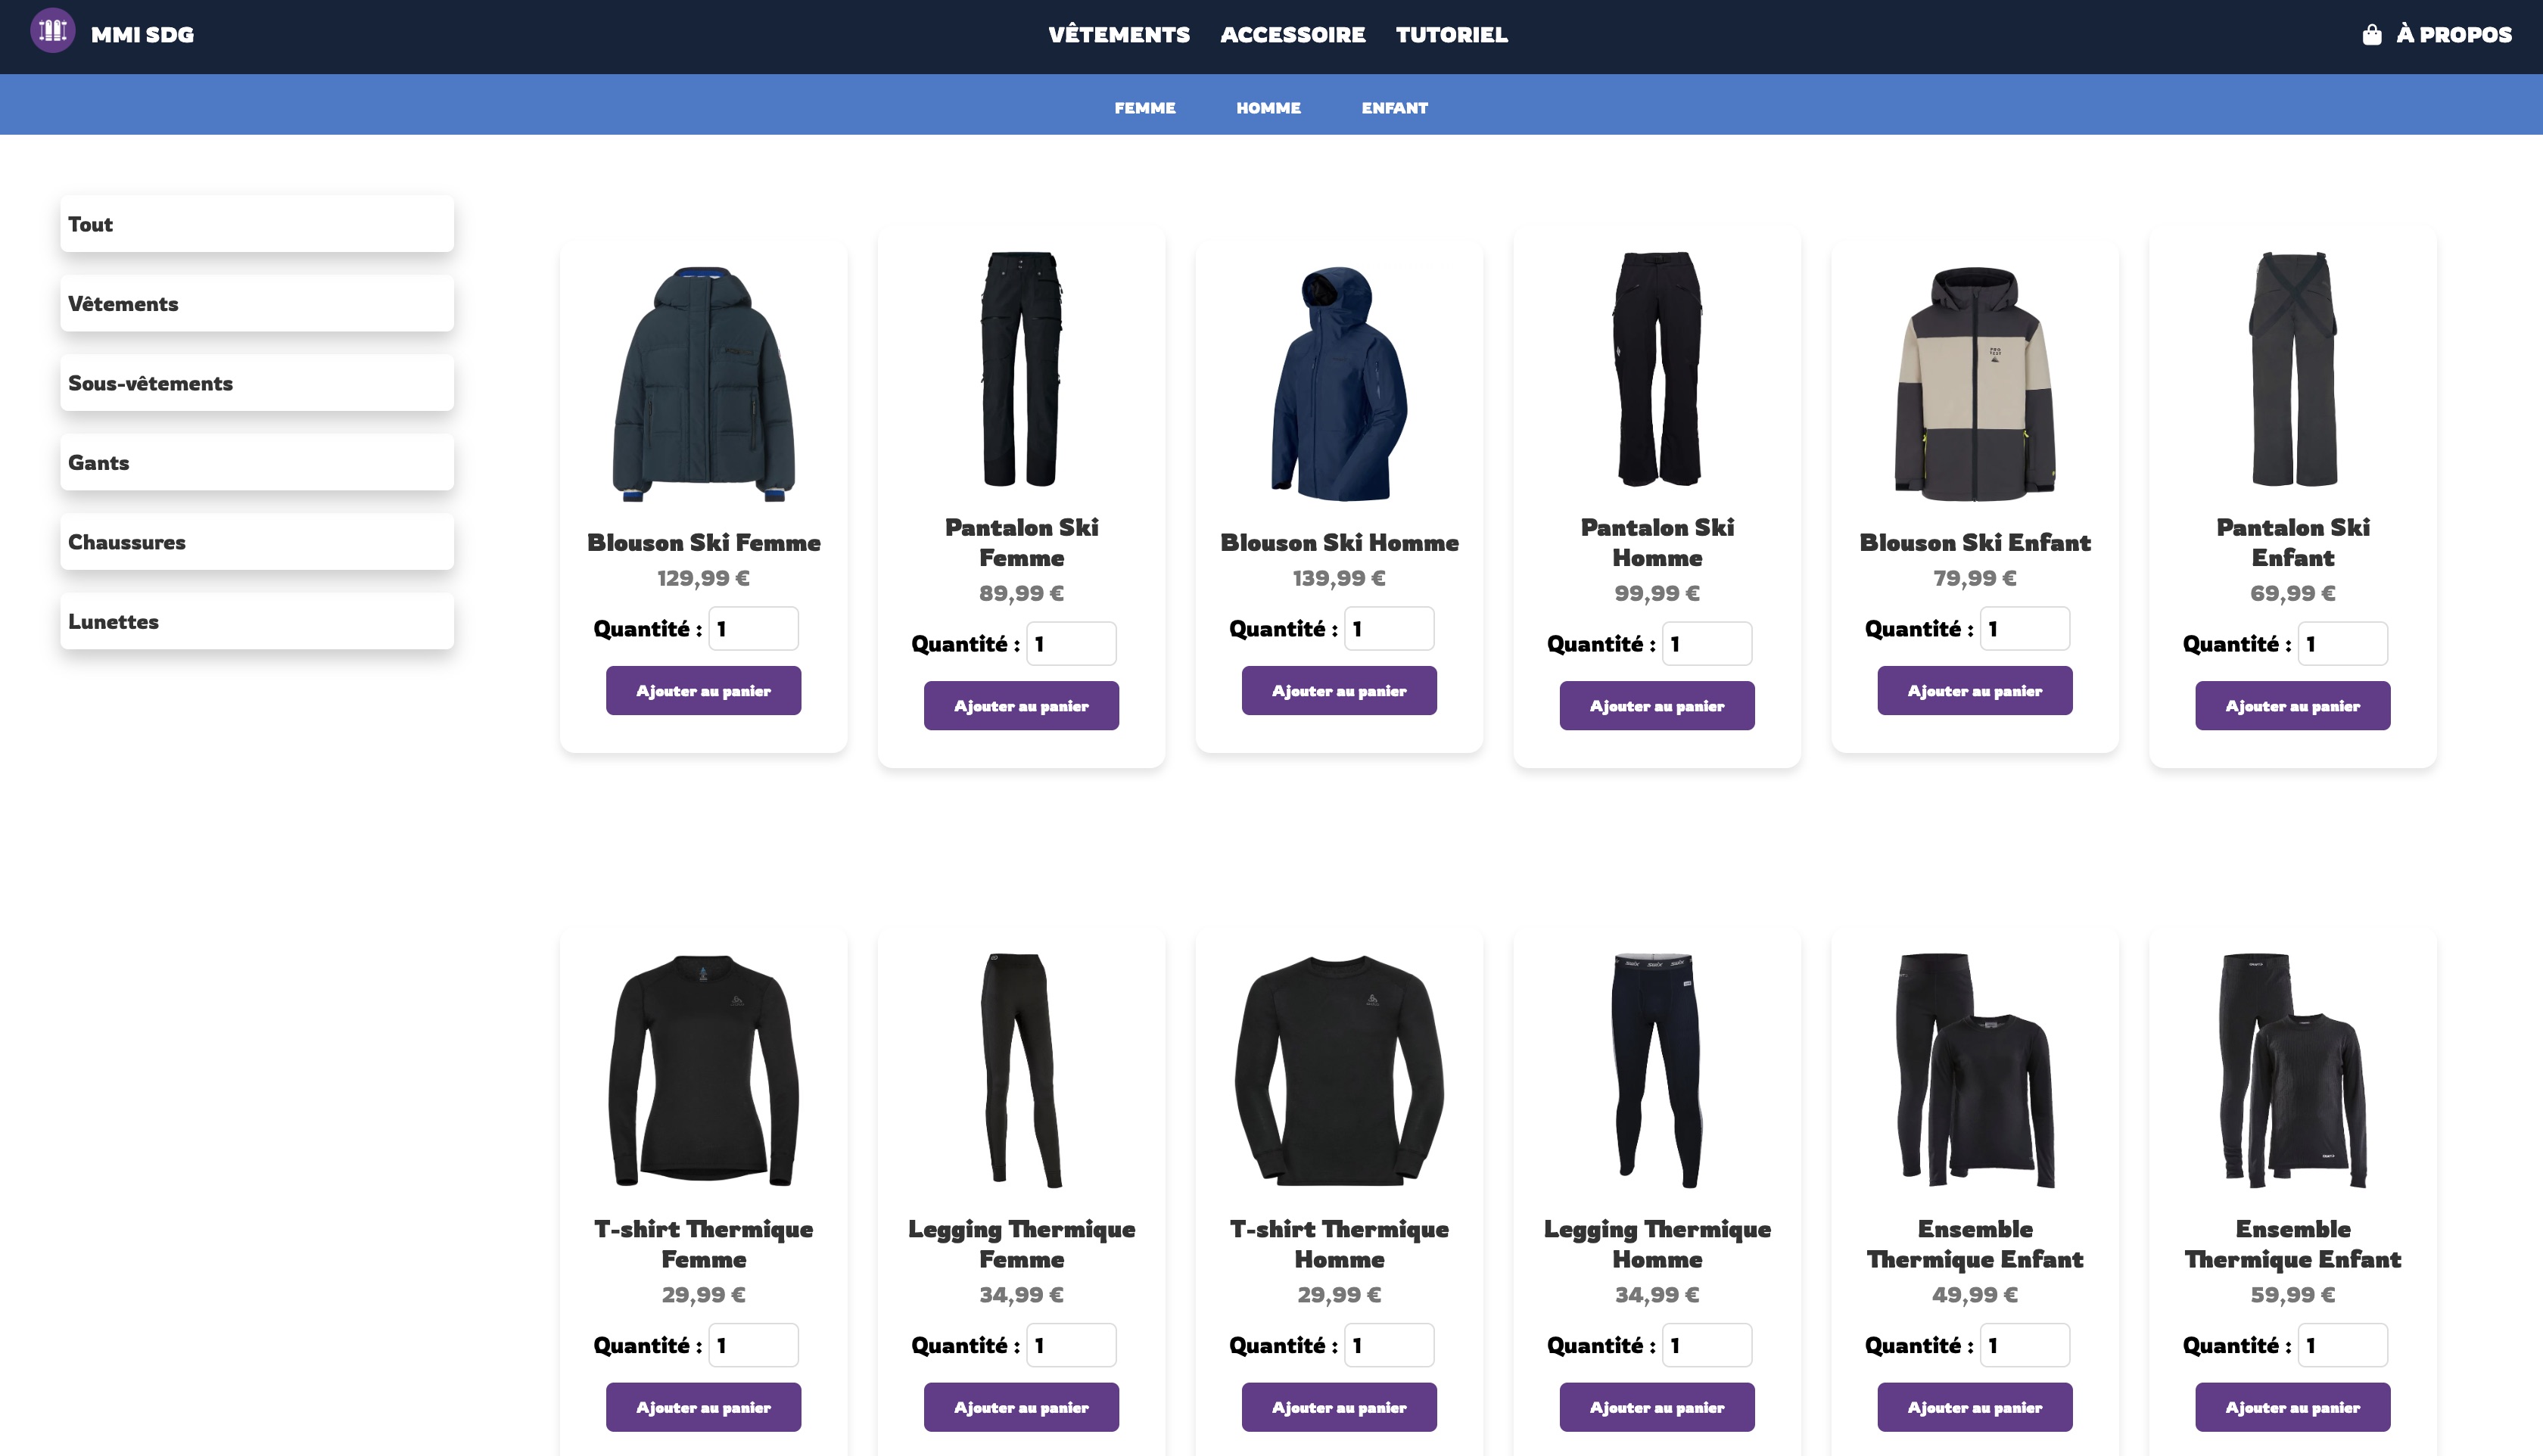 MMI SDG
VÊTEMENTS ACCESSOIRE TUTORIEL
À PROPOS
FEMME HOMME ENFANT
Tout
Vêtements
Sous-vêtements
Gants
Chaussures
Lunettes
Blouson Ski Femme
129,99 €
Quantité : 1
Ajouter au panier
Pantalon Ski
Femme
89,99 €
Quantité : 1
Ajouter au panier
Blouson Ski Homme
139,99 €
Quantité : 1
Ajouter au panier
Pantalon Ski
Homme
99,99 €
Quantité : 1
Ajouter au panier
Blouson Ski Enfant
79,99 €
Quantité : 1
Ajouter au panier
Pantalon Ski
Enfant
69,99 €
Quantité : 1
Ajouter au panier
T-shirt Thermique
Femme
29,99 €
Quantité : 1
Ajouter au panier
Legging Thermique
Femme
34,99 €
Quantité : 1
Ajouter au panier
T-shirt Thermique
Homme
29,99 €
Quantité : 1
Ajouter au panier
Legging Thermique
Homme
34,99 €
Quantité : 1
Ajouter au panier
Ensemble
Thermique Enfant
49,99 €
Quantité : 1
Ajouter au panier
Ensemble
Thermique Enfant
59,99 €
Quantité : 1
Ajouter au panier